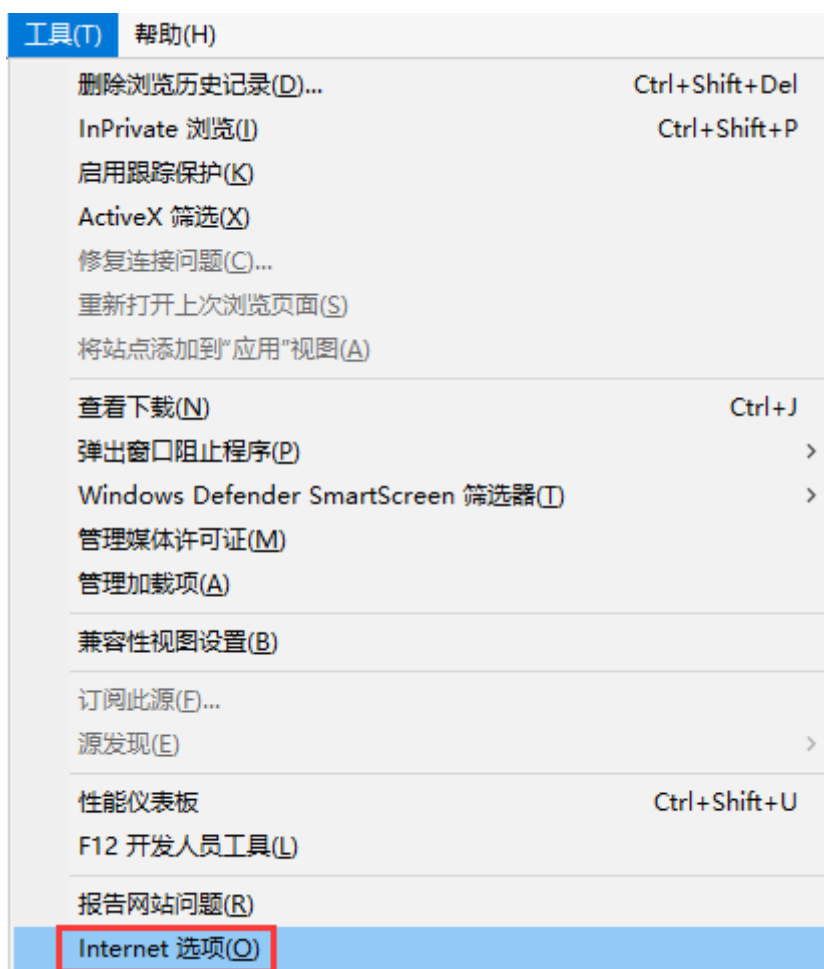 工具(T) 帮助(H)
删除浏览历史记录(D)... Ctrl+Shift+Del
InPrivate 浏览(I) Ctrl+Shift+P
启用跟踪保护(K)
ActiveX 筛选(X)
修复连接问题(C)...
重新打开上次浏览页面(S)
将站点添加到“应用”视图(A)
查看下载(N) Ctrl+J
弹出窗口阻止程序(P)
Windows Defender SmartScreen 筛选器(T)
管理媒体许可证(M)
管理加载项(A)
兼容性视图设置(B)
订阅此源(F)...
源发现(E)
性能仪表板 Ctrl+Shift+U
F12 开发人员工具(L)
报告网站问题(R)
Internet 选项(O)